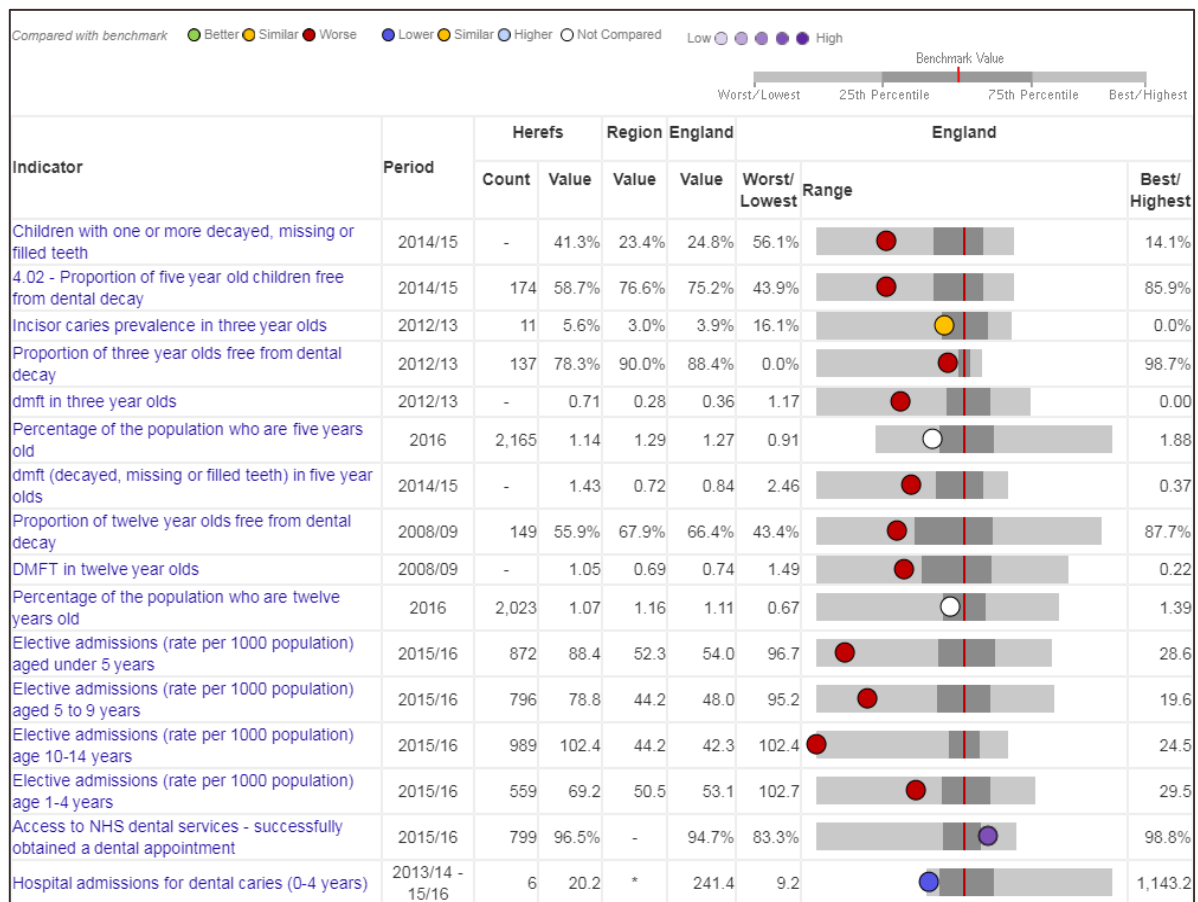 Compared with benchmark Better Similar Worse Lower Similar Higher Not Compared Low High
Benchmark Value
Worst/Lowest 25th Percentile 75th Percentile Best/Highest
Indicator Period Herefs Region England England
Count Value Value Value Worst/ Lowest Range Best/ Highest
Children with one or more decayed, missing or
filled teeth 2014/15 - 41.3% 23.4% 24.8% 56.1% 14.1%
4.02 - Proportion of five year old children free
from dental decay 2014/15 174 58.7% 76.6% 75.2% 43.9% 85.9%
Incisor caries prevalence in three year olds 2012/13 11 5.6% 3.0% 3.9% 16.1% 0.0%
Proportion of three year olds free from dental
decay 2012/13 137 78.3% 90.0% 88.4% 0.0% 98.7%
dmft in three year olds 2012/13 - 0.71 0.28 0.36 1.17 0.00
Percentage of the population who are five years
old 2016 2,165 1.14 1.29 1.27 0.91 1.88
dmft (decayed, missing or filled teeth) in five year
olds 2014/15 - 1.43 0.72 0.84 2.46 0.37
Proportion of twelve year olds free from dental
decay 2008/09 149 55.9% 67.9% 66.4% 43.4% 87.7%
DMFT in twelve year olds 2008/09 - 1.05 0.69 0.74 1.49 0.22
Percentage of the population who are twelve
years old 2016 2,023 1.07 1.16 1.11 0.67 1.39
Elective admissions (rate per 1000 population)
aged under 5 years 2015/16 872 88.4 52.3 54.0 96.7 28.6
Elective admissions (rate per 1000 population)
aged 5 to 9 years 2015/16 796 78.8 44.2 48.0 95.2 19.6
Elective admissions (rate per 1000 population)
age 10-14 years 2015/16 989 102.4 44.2 42.3 102.4 24.5
Elective admissions (rate per 1000 population)
age 1-4 years 2015/16 559 69.2 50.5 53.1 102.7 29.5
Access to NHS dental services - successfully
obtained a dental appointment 2015/16 799 96.5% - 94.7% 83.3% 98.8%
Hospital admissions for dental caries (0-4 years) 2013/14 - 15/16 6 20.2 * 241.4 9.2 1,143.2